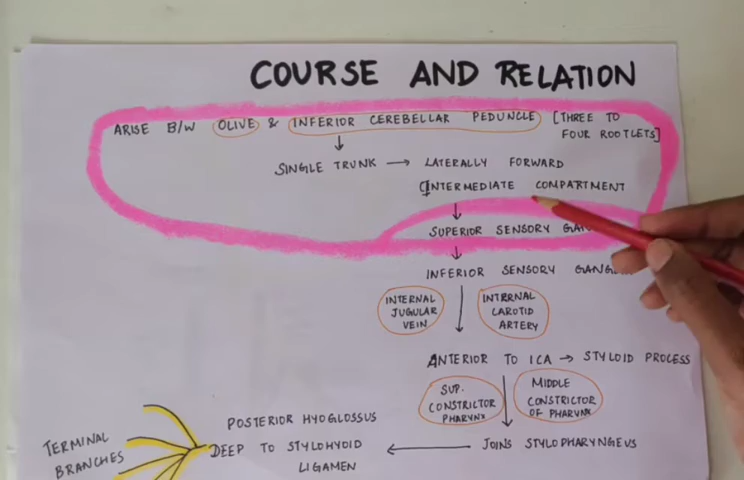 COURSE AND RELATION
ARISE B/W OLIVE & INFERIOR CEREBELLAR PEDUNCLE [THREE TO
FOUR ROOTLETS]
SINGLE TRUNK → LATERALLY FORWARD
(INTERMEDIATE COMPARTMENT
SUPERIOR SENSORY
INFERIOR SENSORY
INTERNAL
JUGULAR
VEIN
INTERNAL
CAROTID
ARTERY
ANTERIOR TO ICA → STYLOID PROCESS
SUP.
CONSTRICTOR
PHARYNX
MIDDLE
CONSTRICTOR
OF PHARYNX
JOINS STYLOPHARYNGEUS
POSTERIOR HYOGLOSSUS
DEEP TO STYLOHYOID
LIGAMEN
TERMINAL
BRANCHES